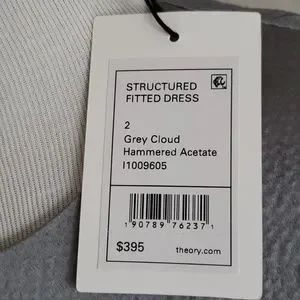 STRUCTURED
FITTED DRESS
2
Grey Cloud
Hammered Acetate
I1009605
1 90789 76237 1
$395 theory.com